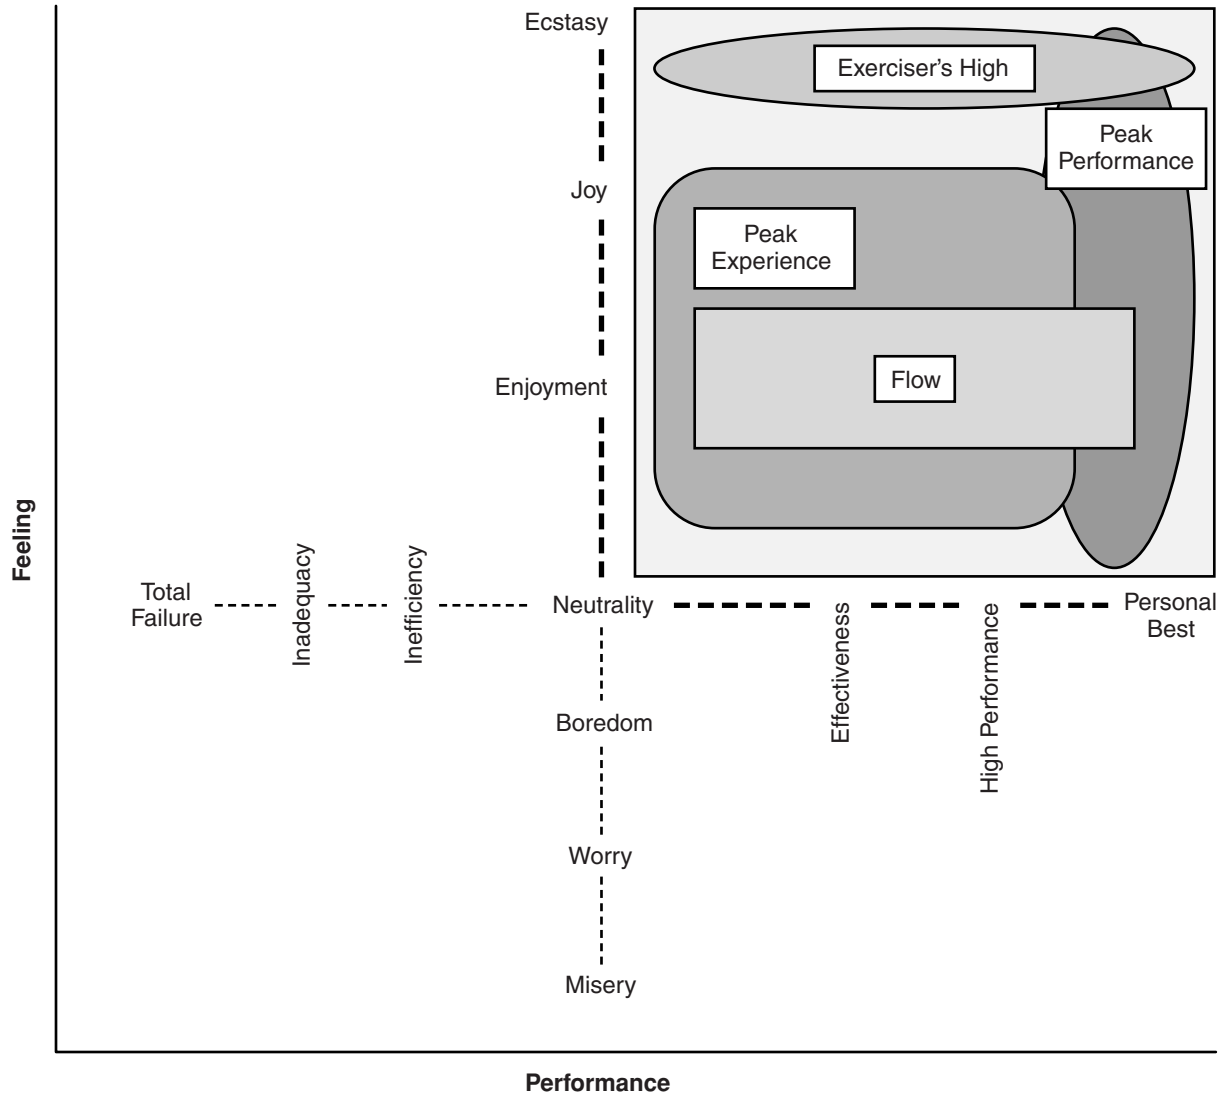 Ecstasy
Exerciser's High
Peak
Performance
Joy
Peak
Experience
Flow
Enjoyment
Feeling
Total
Failure
Inadequacy
Inefficiency
Neutrality
Effectiveness
High Performance
Personal
Best
Boredom
Worry
Misery
Performance